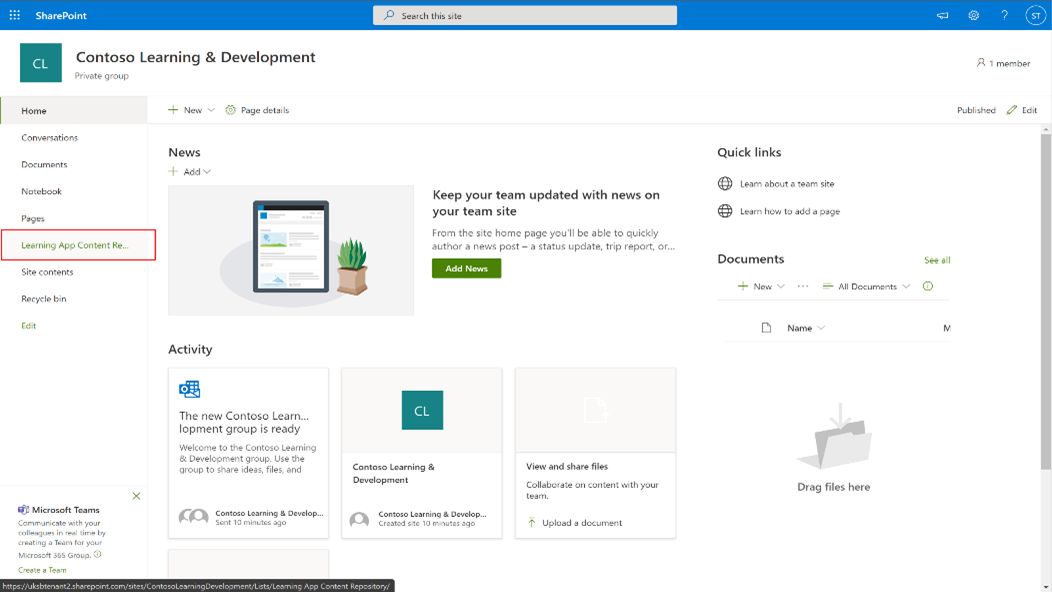 SharePoint
Search this site
?
ST
CL
Contoso Learning & Development
Private group
1 member
Home
Conversations
Documents
Notebook
Pages
Learning App Content Re...
Site contents
Recycle bin
Edit
New
Page details
Published
Edit
News
Add
Keep your team updated with news on
your team site
From the site home page you'll be able to quickly
author a news post – a status update, trip report, or...
Add News
Quick links
Learn about a team site
Learn how to add a page
Documents
See all
New
All Documents
Name
M
Drag files here
Activity
The new Contoso Learn...
lopment group is ready
Welcome to the Contoso Learning
& Development group. Use the
group to share ideas, files, and
Contoso Learning & Develop...
Sent 10 minutes ago
CL
Contoso Learning &
Development
Contoso Learning & Develop...
Created site 10 minutes ago
View and share files
Collaborate on content with your
team.
Upload a document
Microsoft Teams
Communicate with your
colleagues in real time by
creating a Team for your
Microsoft 365 Group.
Create a Team
https://uksbtenant2.sharepoint.com/sites/ContosoLearningDevelopment/Lists/Learning App Content Repository/